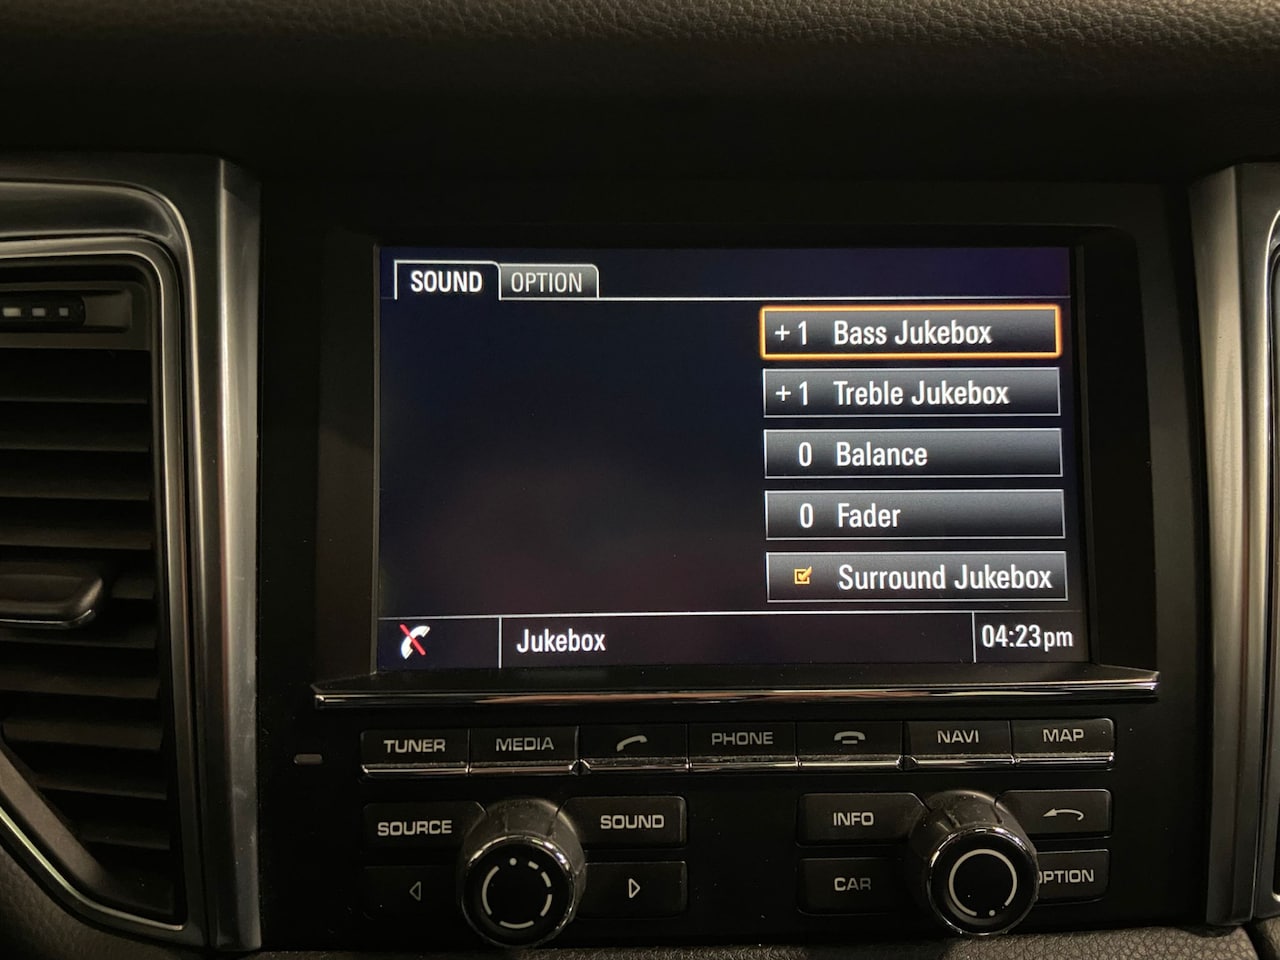 SOUND
OPTION
+1 Bass Jukebox
+1 Treble Jukebox
0 Balance
0 Fader
Surround Jukebox
Jukebox
04:23pm
TUNER
MEDIA
PHONE
NAVI
MAP
SOURCE
SOUND
INFO
CAR
OPTION